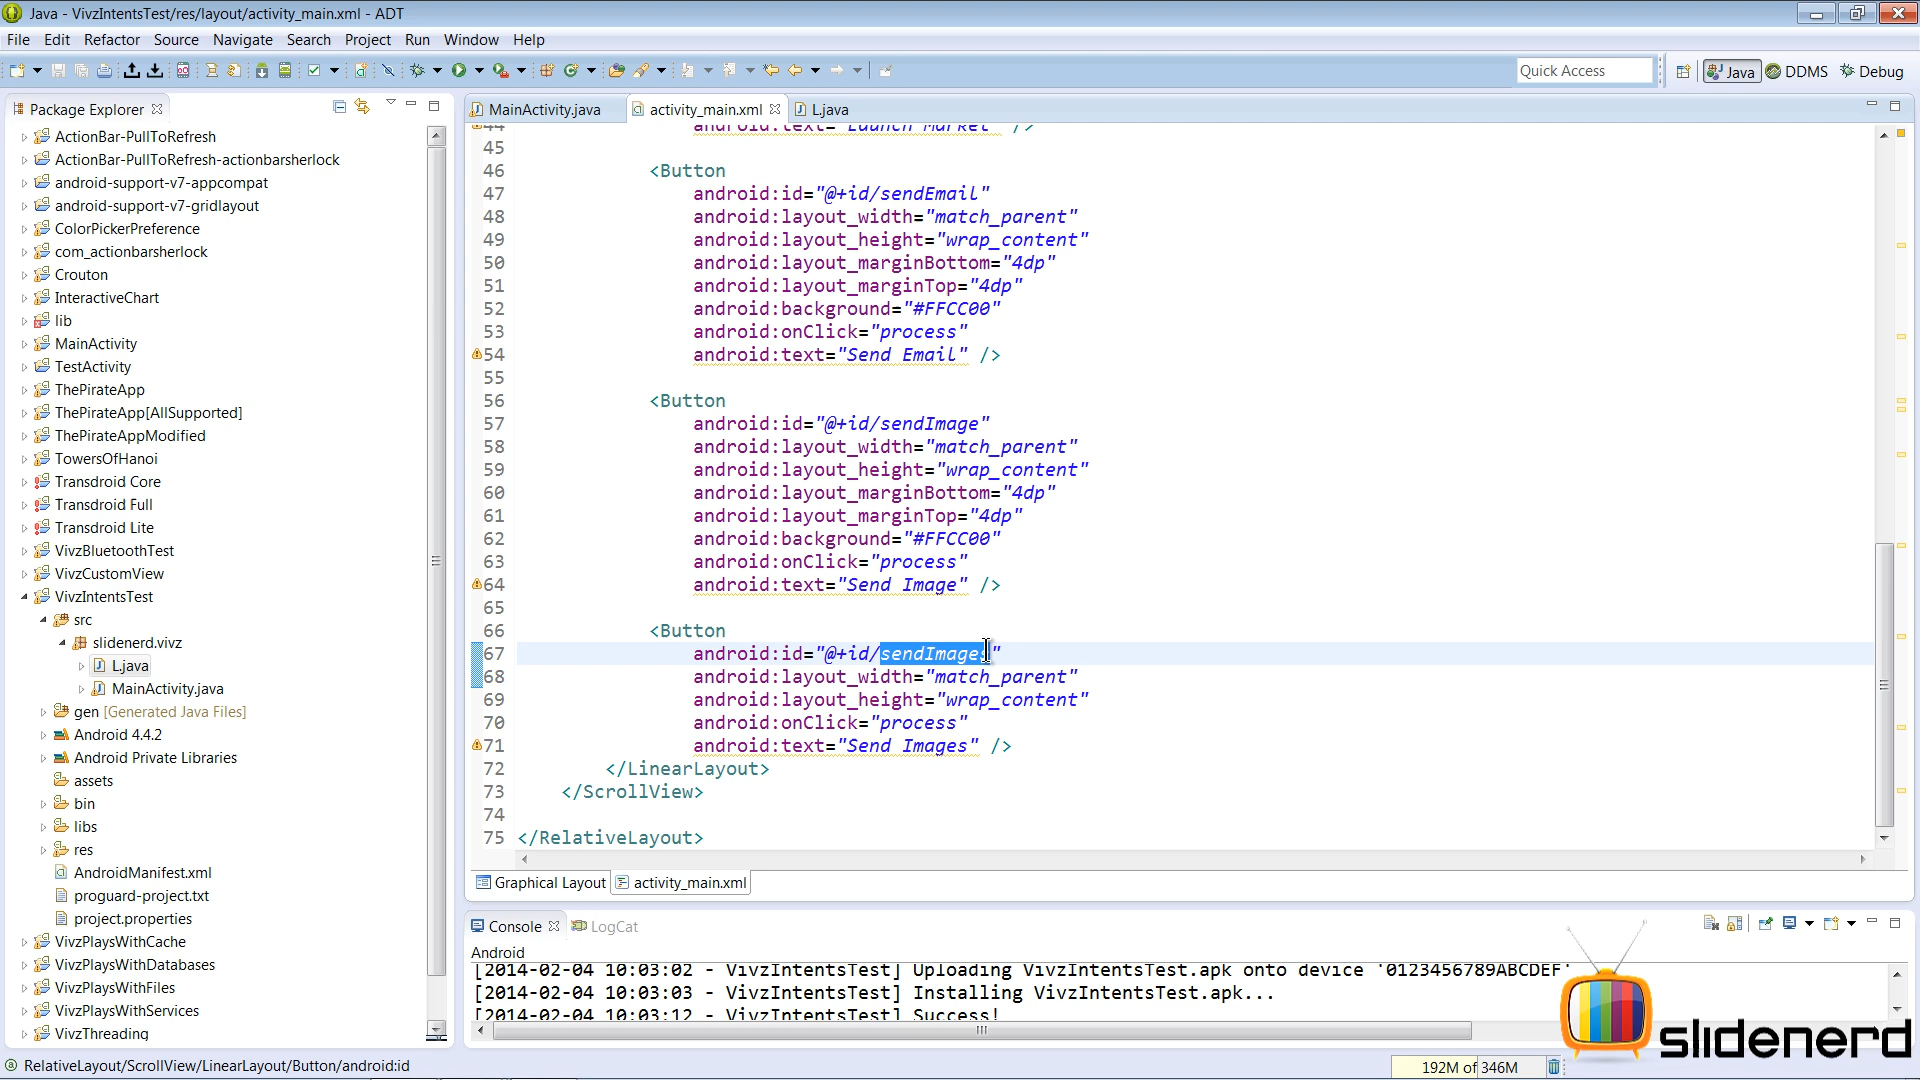 Java - VivzIntentsTest/res/layout/activity_main.xml - ADT
File Edit Refactor Source Navigate Search Project Run Window Help
Quick Access
Java
DDMS
Debug
Package Explorer
ActionBar-PullToRefresh
ActionBar-PullToRefresh-actionbarsherlock
android-support-v7-appcompat
android-support-v7-gridlayout
ColorPickerPreference
com_actionbarsherlock
Crouton
InteractiveChart
lib
MainActivity
TestActivity
ThePirateApp
ThePirateApp[AllSupported]
ThePirateAppModified
TowersOfHanoi
Transdroid Core
Transdroid Full
Transdroid Lite
VivzBluetoothTest
VivzCustomView
VivzIntentsTest
src
slidenerd.vivz
L.java
MainActivity.java
gen [Generated Java Files]
Android 4.4.2
Android Private Libraries
assets
bin
libs
res
AndroidManifest.xml
proguard-project.txt
project.properties
VivzPlaysWithCache
VivzPlaysWithDatabases
VivzPlaysWithFiles
VivzPlaysWithServices
VivzThreading
MainActivity.java
activity_main.xml
L.java
44 android:text="Launch Market" />
45
46 <Button
47 android:id="@+id/sendEmail"
48 android:layout_width="match_parent"
49 android:layout_height="wrap_content"
50 android:layout_marginBottom="4dp"
51 android:layout_marginTop="4dp"
52 android:background="#FFCC00"
53 android:onClick="process"
54 android:text="Send Email" />
55
56 <Button
57 android:id="@+id/sendImage"
58 android:layout_width="match_parent"
59 android:layout_height="wrap_content"
60 android:layout_marginBottom="4dp"
61 android:layout_marginTop="4dp"
62 android:background="#FFCC00"
63 android:onClick="process"
64 android:text="Send Image" />
65
66 <Button
67 android:id="@+id/sendImages"
68 android:layout_width="match_parent"
69 android:layout_height="wrap_content"
70 android:onClick="process"
71 android:text="Send Images" />
72 </LinearLayout>
73 </ScrollView>
74
75 </RelativeLayout>
Graphical Layout
activity_main.xml
Console
LogCat
Android
[2014-02-04 10:03:02 - VivzIntentsTest] Uploading VivzIntentsTest.apk onto device '0123456789ABCDEF'
[2014-02-04 10:03:03 - VivzIntentsTest] Installing VivzIntentsTest.apk...
[2014-02-04 10:03:12 - VivzIntentsTest] Success!
slidenerd
RelativeLayout/ScrollView/LinearLayout/Button/android:id
192M of 346M